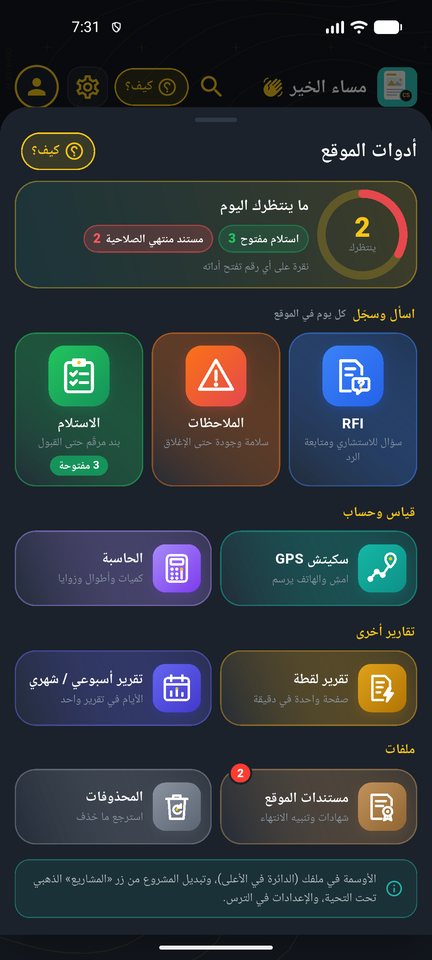 7:31
مساء الخير
كيف؟
أدوات الموقع
كيف؟
ما ينتظرك اليوم
2
ينتظرك
استلام مفتوح 3
مستند منتهي الصلاحية 2
نقرة على أي رقم تفتح أداته
اسأل وسجّل كل يوم في الموقع
RFI
سؤال للاستشاري ومتابعة
الرد
الملاحظات
سلامة وجودة حتى الإغلاق
الاستلام
بند مرقّم حتى القبول
3 مفتوحة
قياس وحساب
سكيتش GPS
امشِ والهاتف يرسم
الحاسبة
كميات وأطوال وزوايا
تقارير أخرى
تقرير لقطة
صفحة واحدة في دقيقة
تقرير أسبوعي / شهري
الأيام في تقرير واحد
ملفات
2
مستندات الموقع
شهادات وتنبيه الانتهاء
المحذوفات
استرجع ما حذف
الأوسمة في ملفك (الدائرة في الأعلى)، وتبديل المشروع من زر «المشاريع» الذهبي
تحت التحية، والإعدادات في الترس.